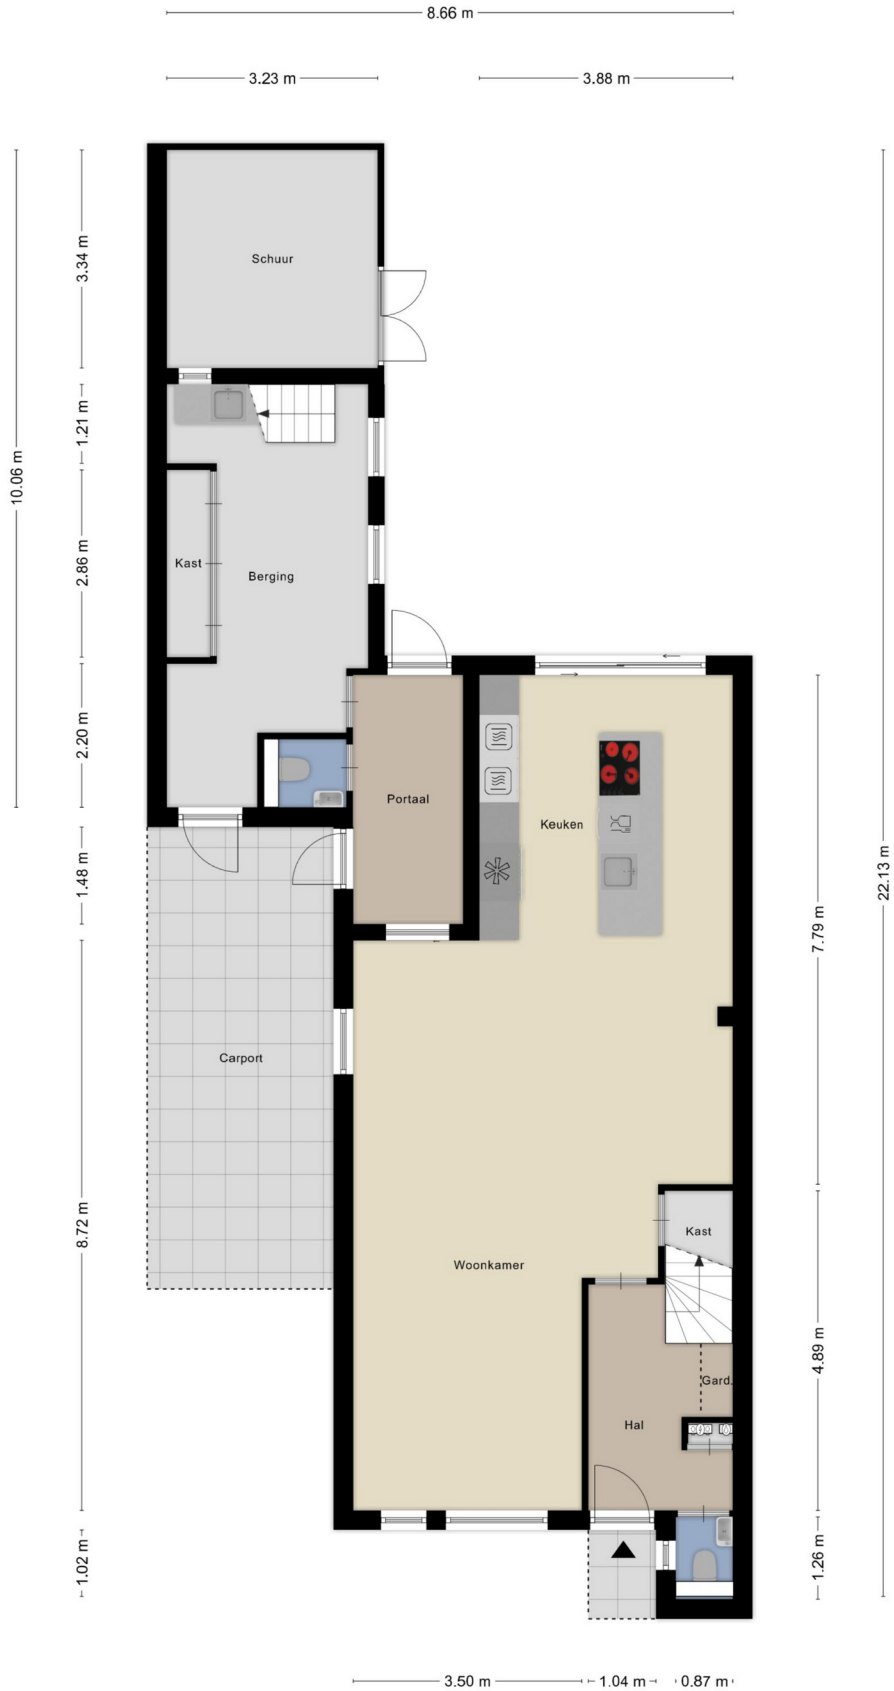 8.66 m
3.23 m
3.88 m
Schuur
3.34 m
1.21 m
10.06 m
Kast
2.86 m
Berging
2.20 m
Portaal
Keuken
1.48 m
22.13 m
7.79 m
Carport
8.72 m
Kast
Woonkamer
4.89 m
Gard.
Hal
1.02 m
1.26 m
3.50 m
1.04 m
0.87 m